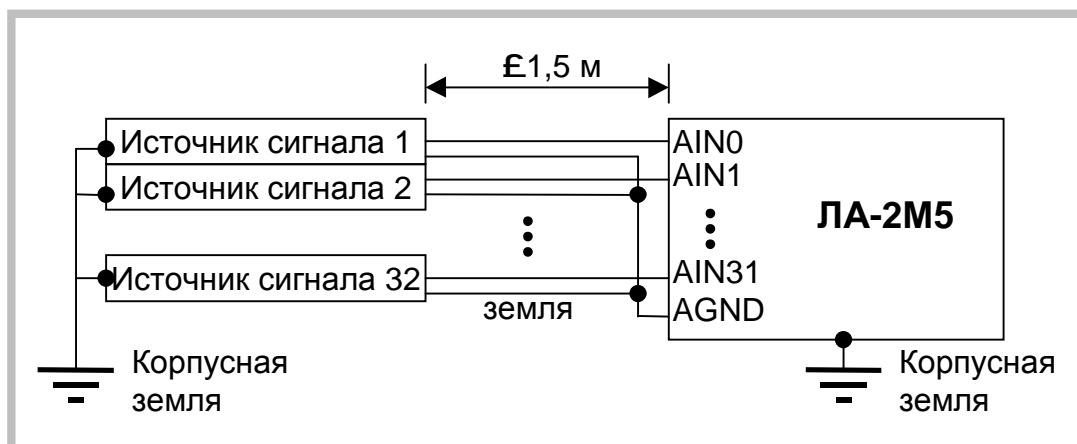 £1,5 м
Источник сигнала 1
AIN0
Источник сигнала 2
AIN1
ЛА-2М5
Источник сигнала 32
AIN31
земля
AGND
Корпусная
земля
Корпусная
земля